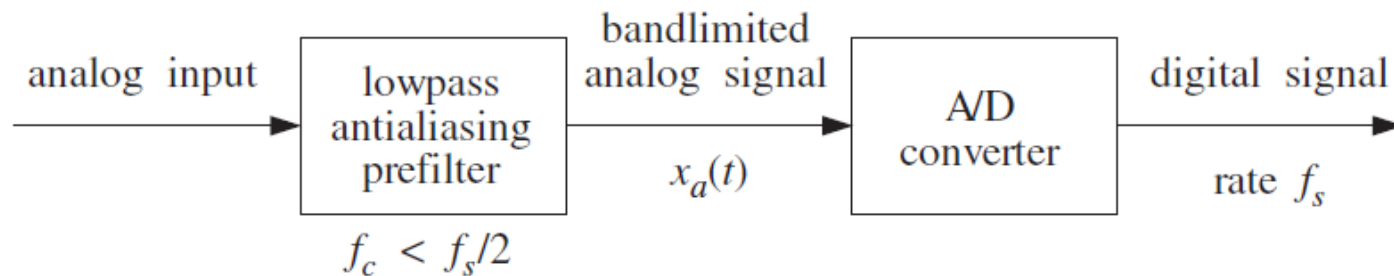 analog input
lowpass
antialiasing
prefilter
f_c < f_s/2
bandlimited
analog signal
x_a(t)
A/D
converter
digital signal
rate f_s